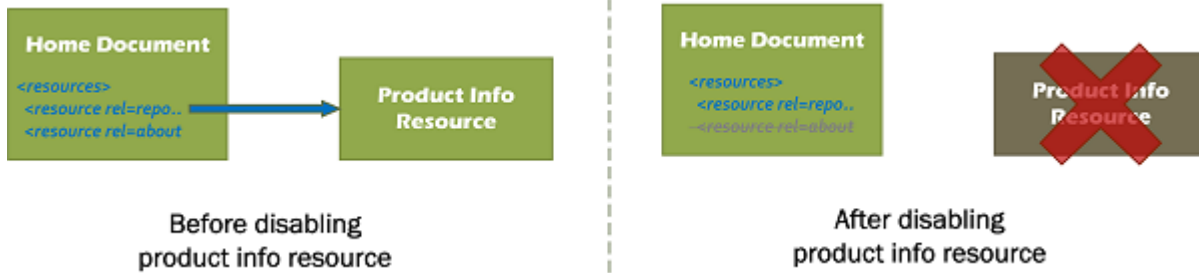 Home Document
<resources>
<resource rel=repo..
<resource rel=about
Product Info
Resource
Before disabling
product info resource
Home Document
<resources>
<resource rel=repo..
<resource rel=about
Product Info
Resource
After disabling
product info resource